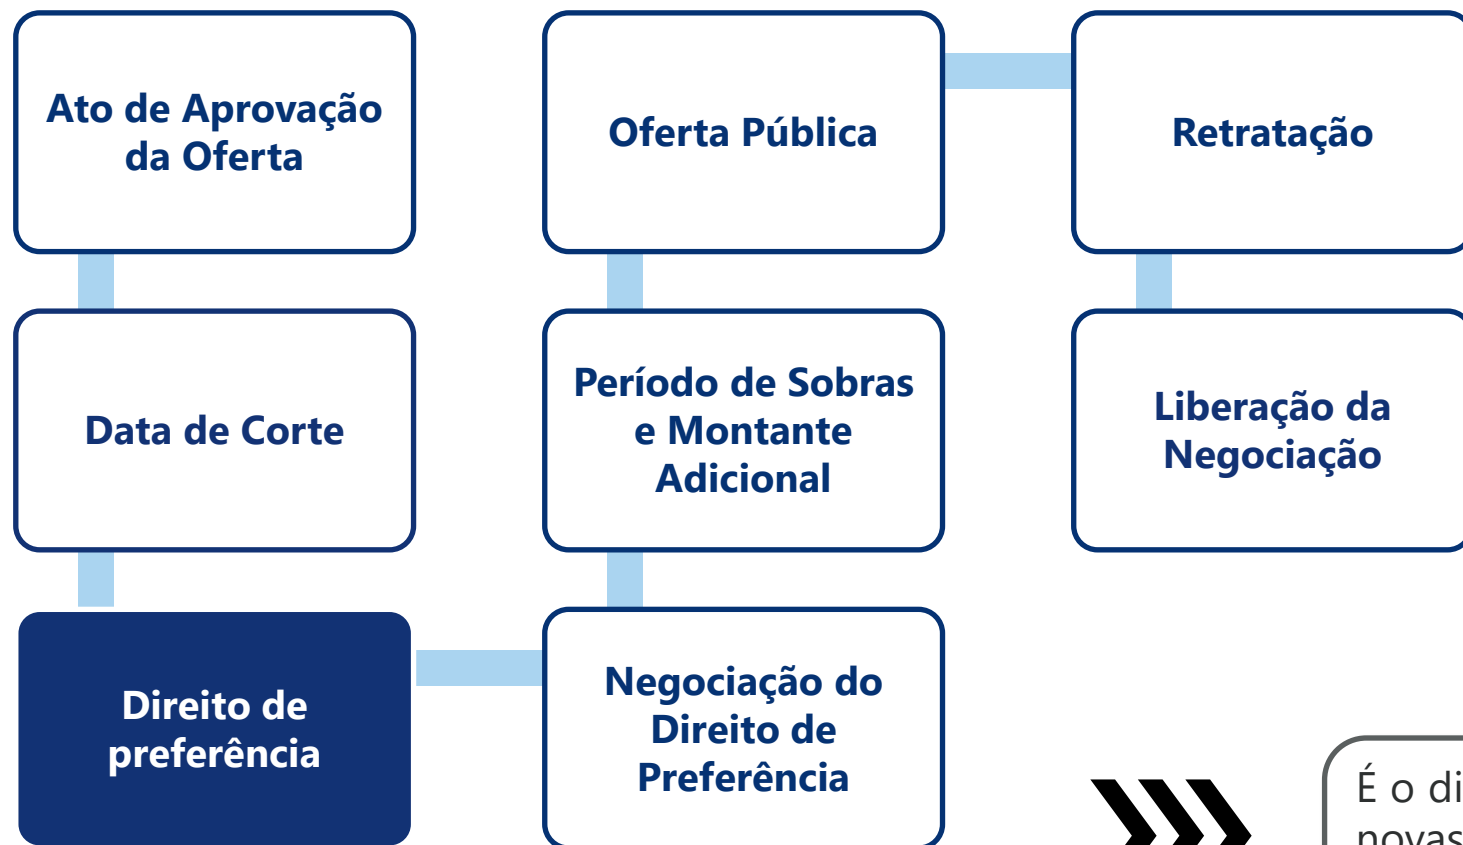 Ato de Aprovação
da Oferta
Data de Corte
Direito de
preferência
Negociação do
Direito de
Preferência
Período de Sobras
e Montante
Adicional
Oferta Pública
Retratação
Liberação da
Negociação
É o di
novas